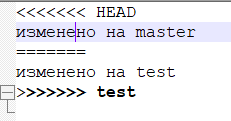 <<<<<<< HEAD
изменено на master
=======
изменено на test
>>>>>>> test